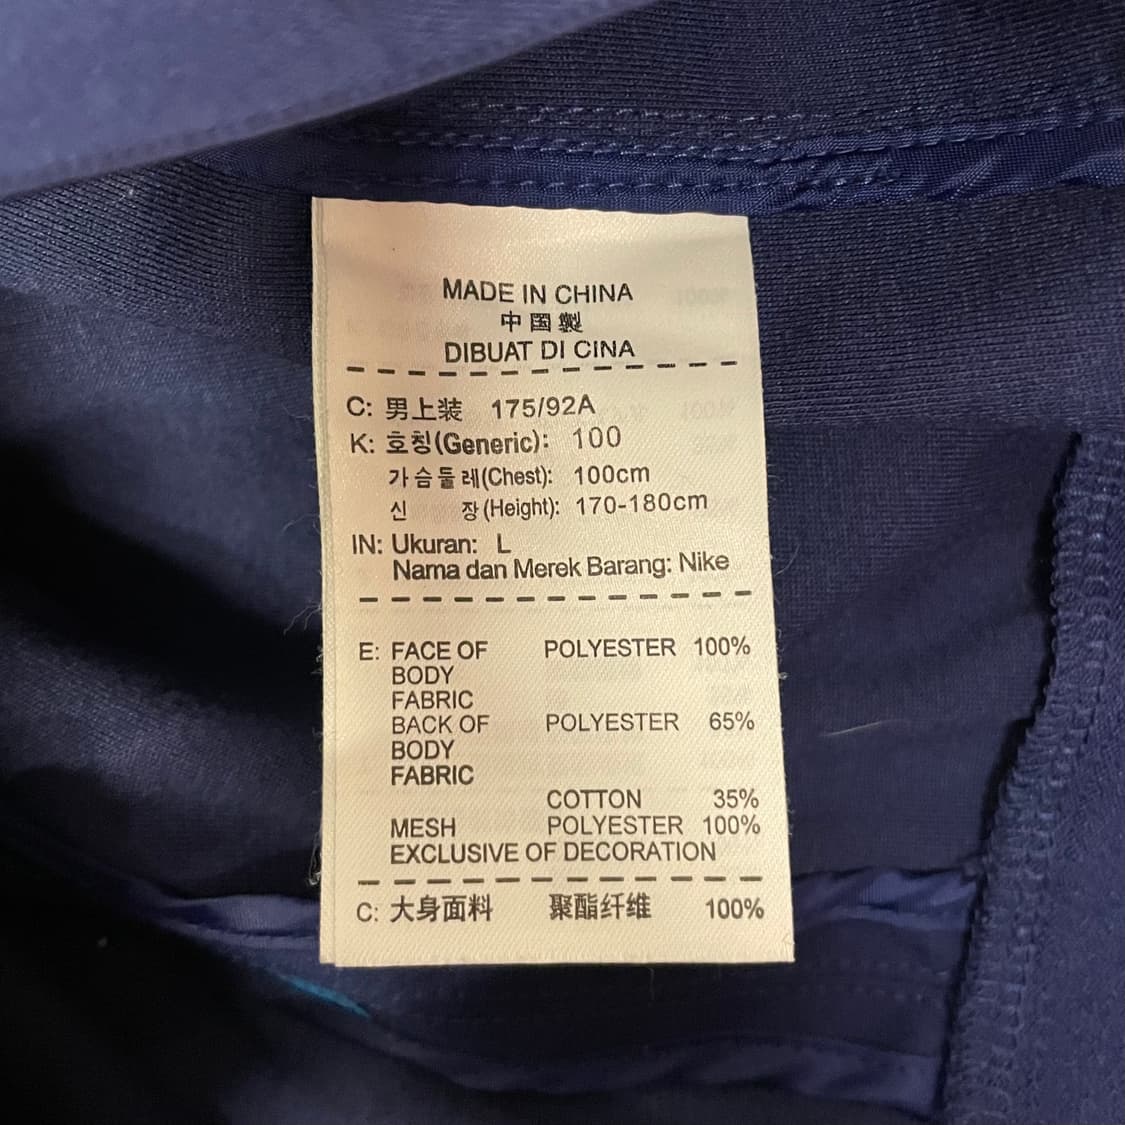 MADE IN CHINA
中国製
DIBUAT DI CINA
C: 男上装 175/92A
K: 호칭(Generic): 100
가슴둘레(Chest): 100cm
신 장(Height): 170-180cm
IN: Ukuran: L
Nama dan Merek Barang: Nike
E: FACE OF POLYESTER 100%
BODY
FABRIC
BACK OF POLYESTER 65%
BODY
FABRIC
COTTON 35%
MESH POLYESTER 100%
EXCLUSIVE OF DECORATION
C: 大身面料 聚酯纤维 100%